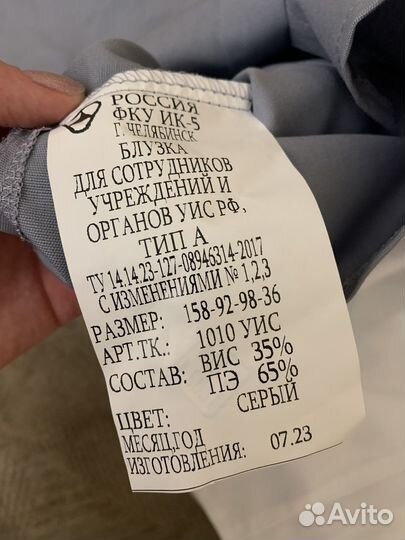 РОССИЯ
ФКУ ИК-5
Г. ЧЕЛЯБИНСК
БЛУЗКА
ДЛЯ СОТРУДНИКОВ
УЧРЕЖДЕНИЙ И
ОРГАНОВ УИС РФ,
ТИП А
ТУ 14.14.23-127-08946314-2017
С ИЗМЕНЕНИЯМИ № 1,2,3
РАЗМЕР: 158-92-98-36
АРТ.ТК.: 1010 УИС
СОСТАВ: ВИС 35%
ПЭ 65%
ЦВЕТ: СЕРЫЙ
МЕСЯЦ,ГОД
ИЗГОТОВЛЕНИЯ: 07.23
Avito